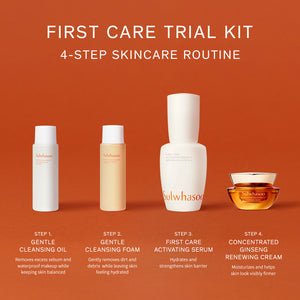 FIRST CARE TRIAL KIT
4-STEP SKINCARE ROUTINE
Sulwhasoo
Sulwhasoo
Sulwhasoo
STEP 1.
GENTLE
CLEANSING OIL
Removes excess sebum and
waterproof makeup while
keeping skin balanced
STEP 2.
GENTLE
CLEANSING FOAM
Gently removes dirt and
debris while leaving skin
feeling hydrated
STEP 3.
FIRST CARE
ACTIVATING SERUM
Hydrates and
strengthens skin barrier
STEP 4.
CONCENTRATED
GINSENG
RENEWING CREAM
Moisturizes and helps
skin look visibly firmer